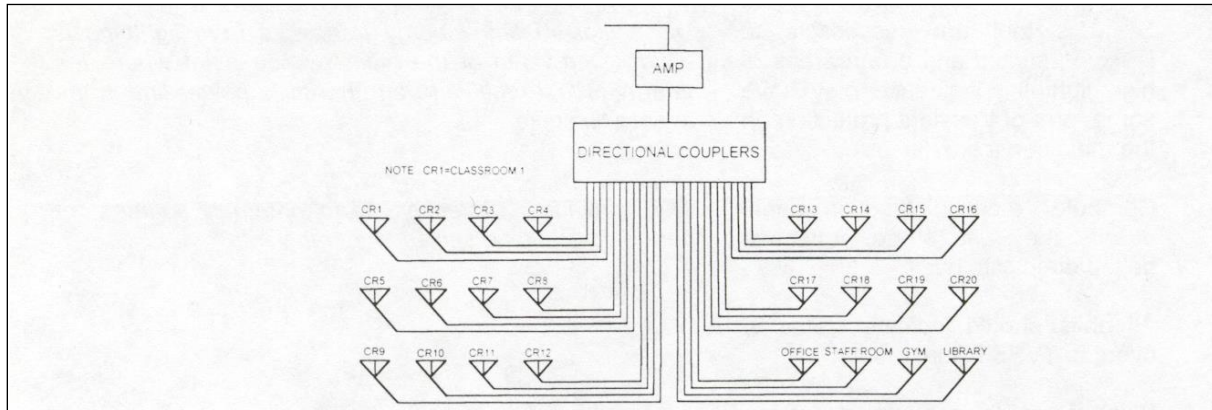 AMP
DIRECTIONAL COUPLERS
NOTE CR1=CLASSROOM 1
CR1 CR2 CR3 CR4 CR13 CR14 CR15 CR16
CR5 CR6 CR7 CR8 CR17 CR18 CR19 CR20
CR9 CR10 CR11 CR12 OFFICE STAFF ROOM GYM LIBRARY